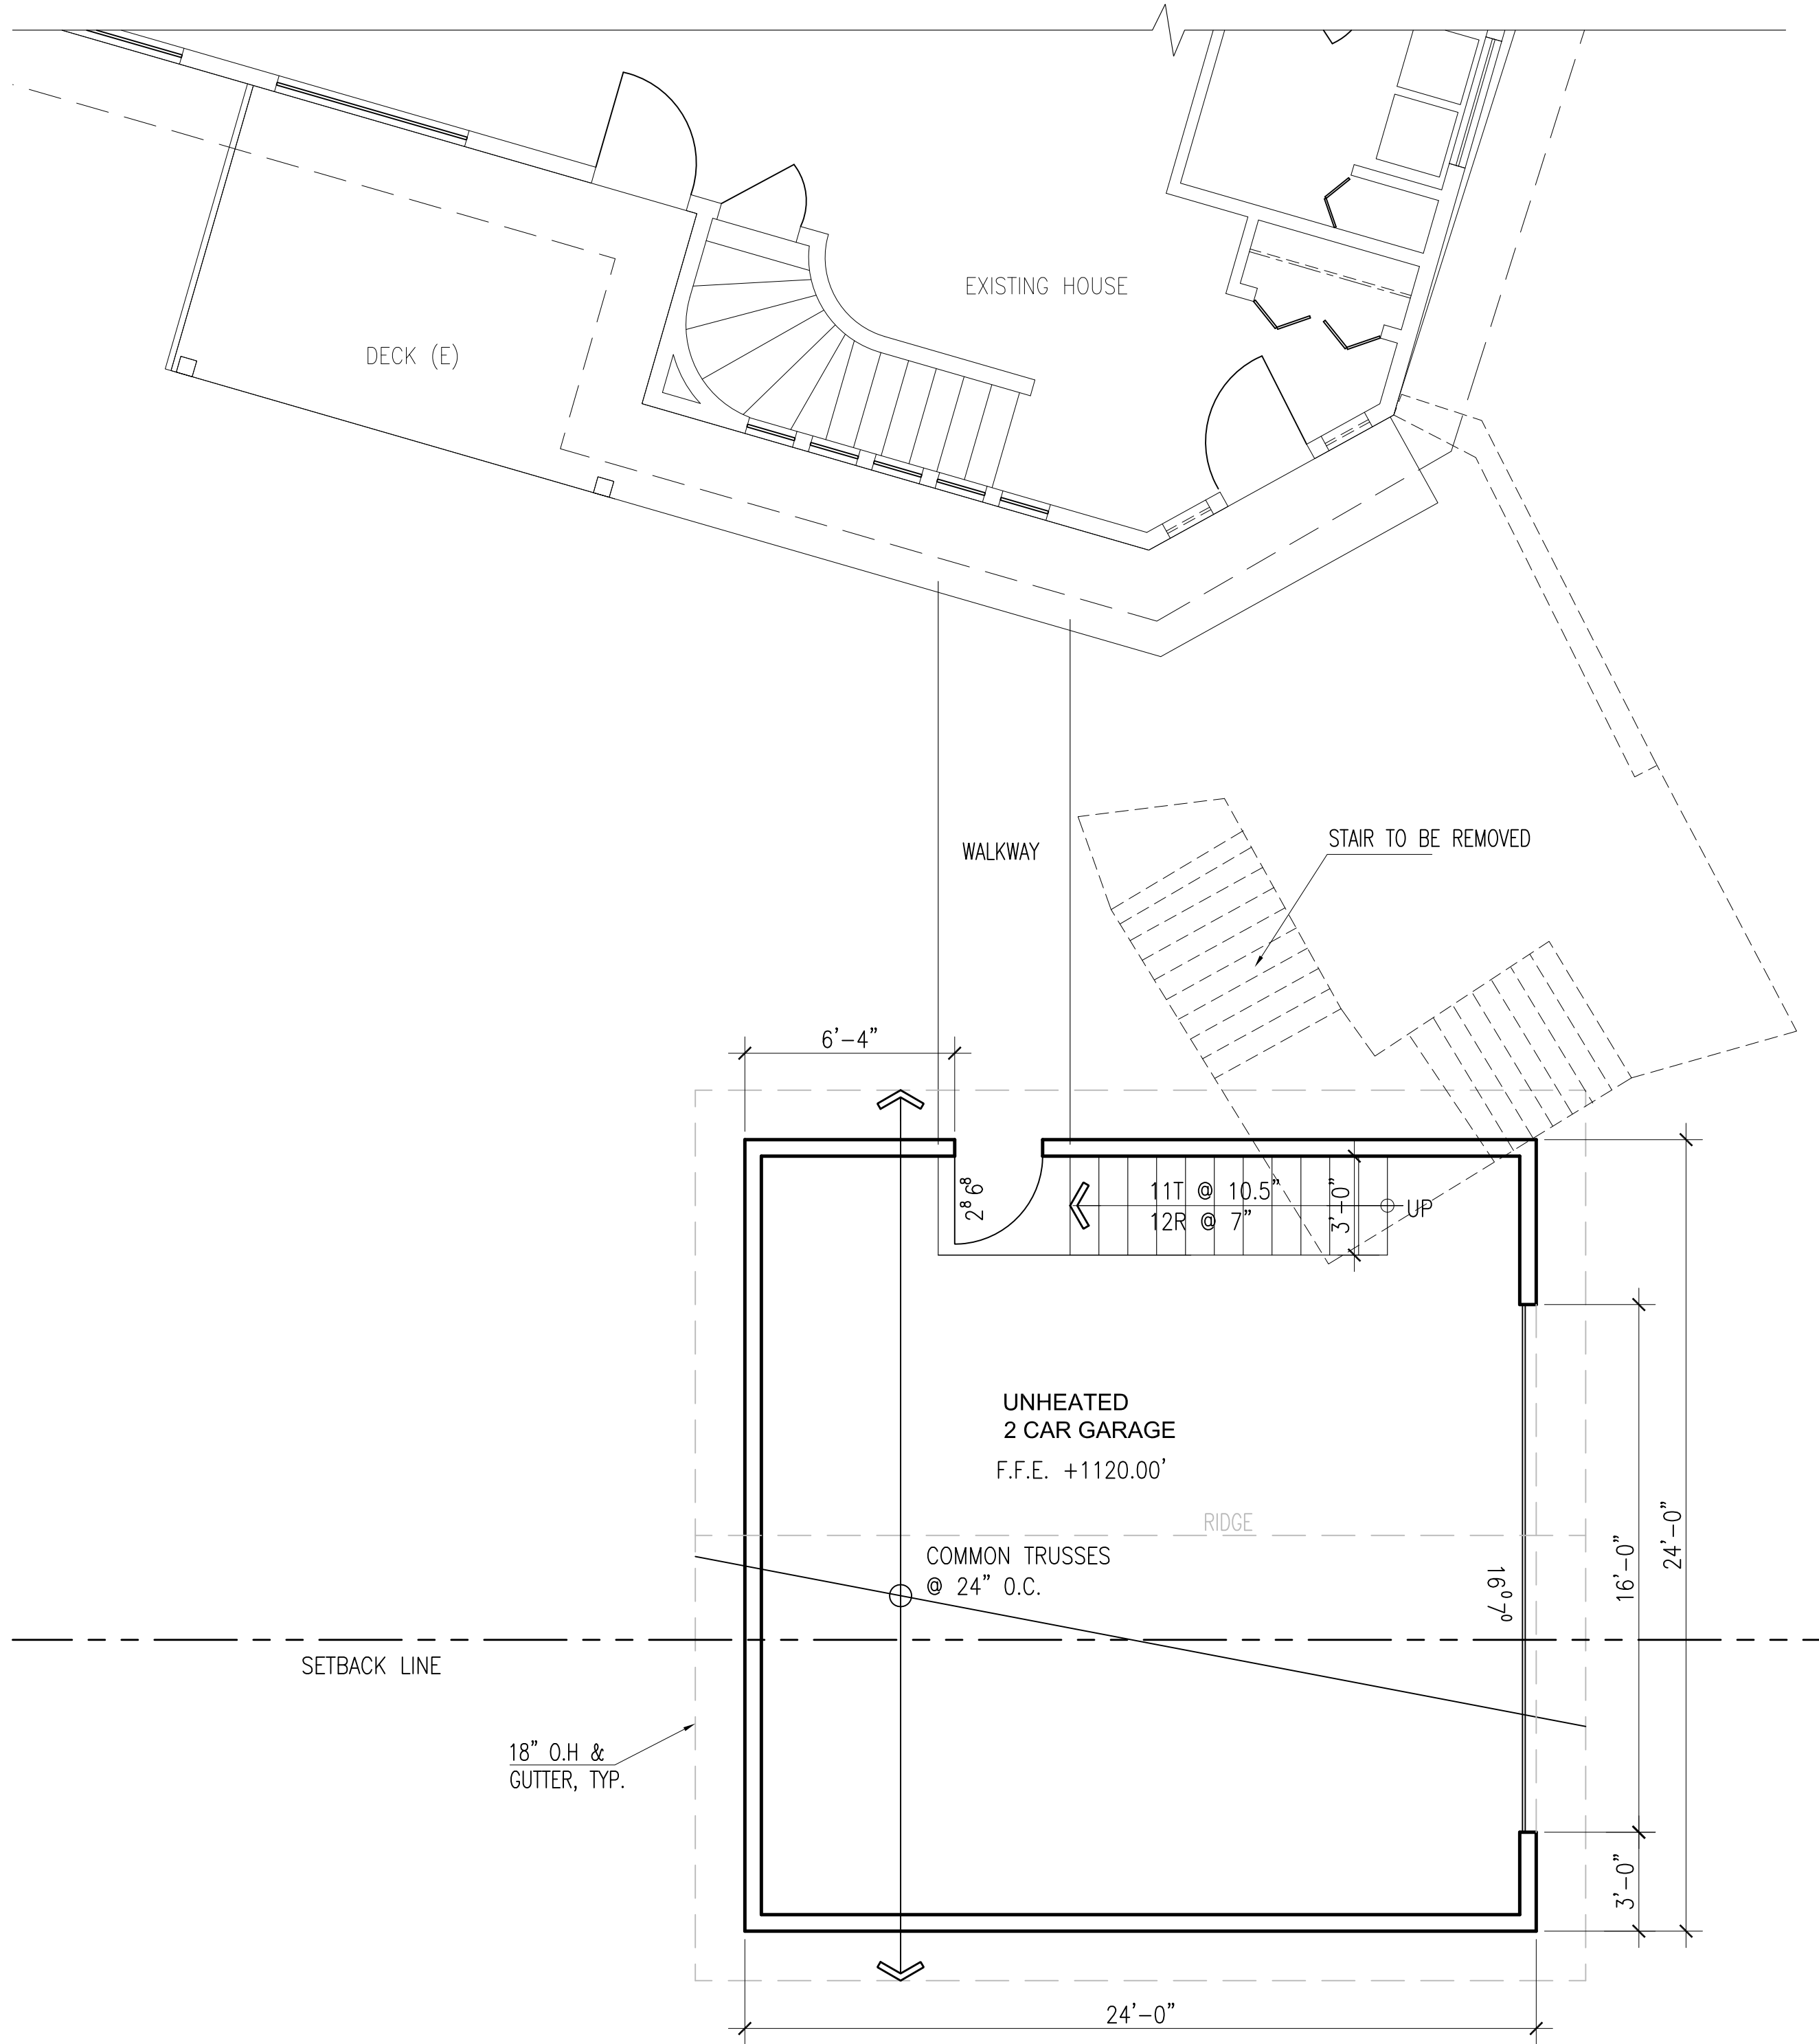 EXISTING HOUSE
DECK (E)
STAIR TO BE REMOVED
WALKWAY
6'-4"
2⁸ 6⁸
11T @ 10.5"
12R @ 7"
3'-0"
UP
UNHEATED
2 CAR GARAGE
F.F.E. +1120.00'
RIDGE
COMMON TRUSSES
@ 24" O.C.
16⁰7⁰
16'-0"
24'-0"
SETBACK LINE
18" O.H &
GUTTER, TYP.
3'-0"
24'-0"